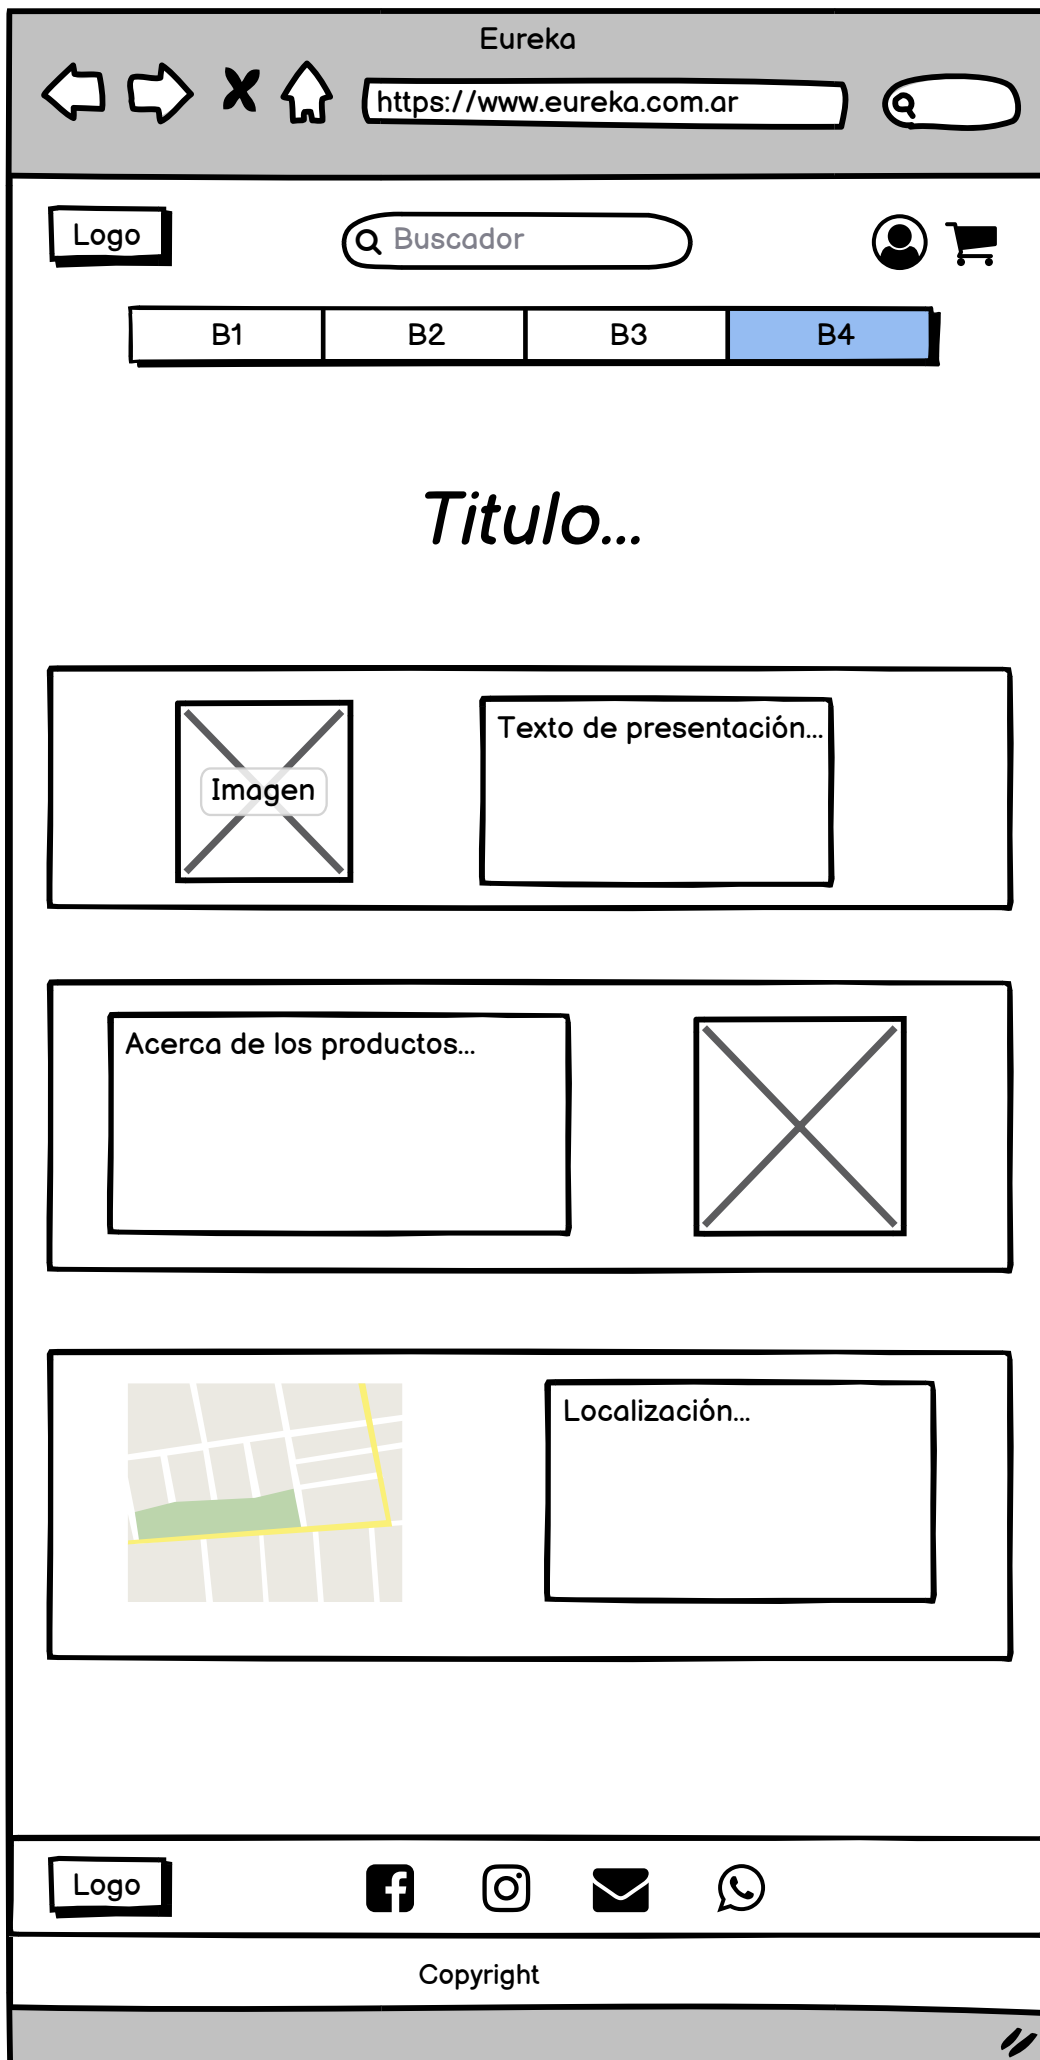 Eureka
https://www.eureka.com.ar
Logo
Buscador
B1 B2 B3 B4
Titulo...
Imagen
Texto de presentación...
Acerca de los productos...
Localización...
Logo
Copyright